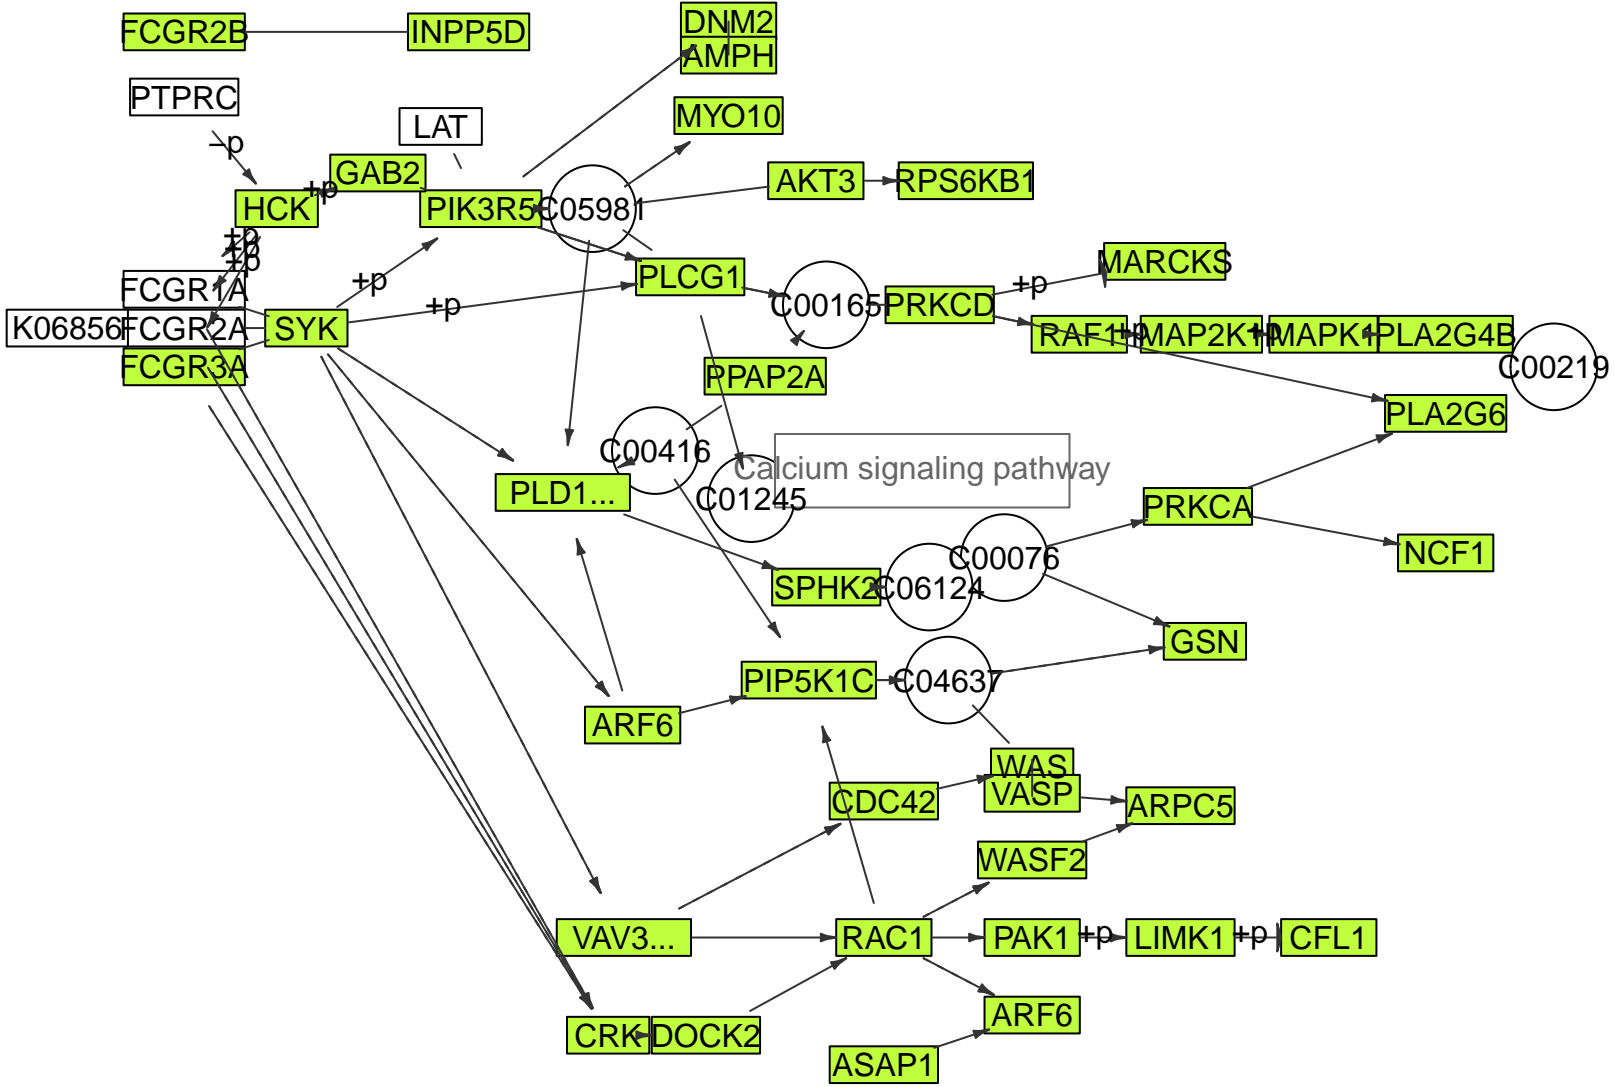 DNM2
FCGR2B
INPP5D
AMPH
PTPRC
MYO10
LAT
–p
GAB2
AKT3
RPS6KB1
+p
HCK
PIK3R5
C05981
+p
+p
+p
MARCKS
PLCG1
+p
+p
FCGR1A
C00165
PRKCD
+p
K06856
FCGR2A
SYK
RAF1
+p
MAP2K1
+p
MAPK1
PLA2G4B
FCGR3A
PPAP2A
C00219
PLA2G6
C00416
Calcium signaling pathway
PLD1...
C01245
PRKCA
NCF1
C00076
SPHK2
C06124
GSN
PIP5K1C
C04637
ARF6
WAS
VASP
CDC42
ARPC5
WASF2
VAV3...
RAC1
PAK1
+p
LIMK1
+p
CFL1
ARF6
CRK
DOCK2
ASAP1